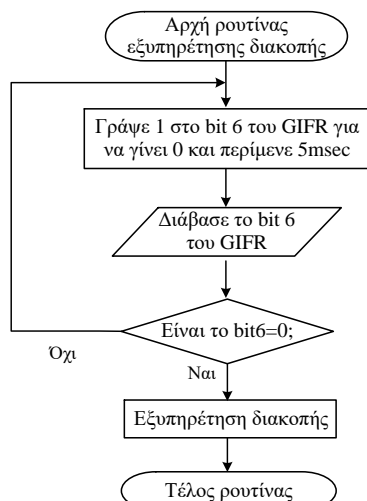 Αρχή ρουτίνας
εξυπηρέτησης διακοπής
Γράψε 1 στο bit 6 του GIFR για
να γίνει 0 και περίμενε 5msec
Διάβασε το bit 6
του GIFR
Είναι το bit6=0;
Όχι
Ναι
Εξυπηρέτηση διακοπής
Τέλος ρουτίνας